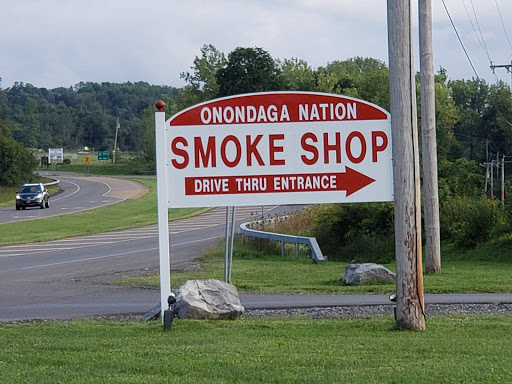 ONONDAGA NATION
SMOKE SHOP
DRIVE THRU ENTRANCE